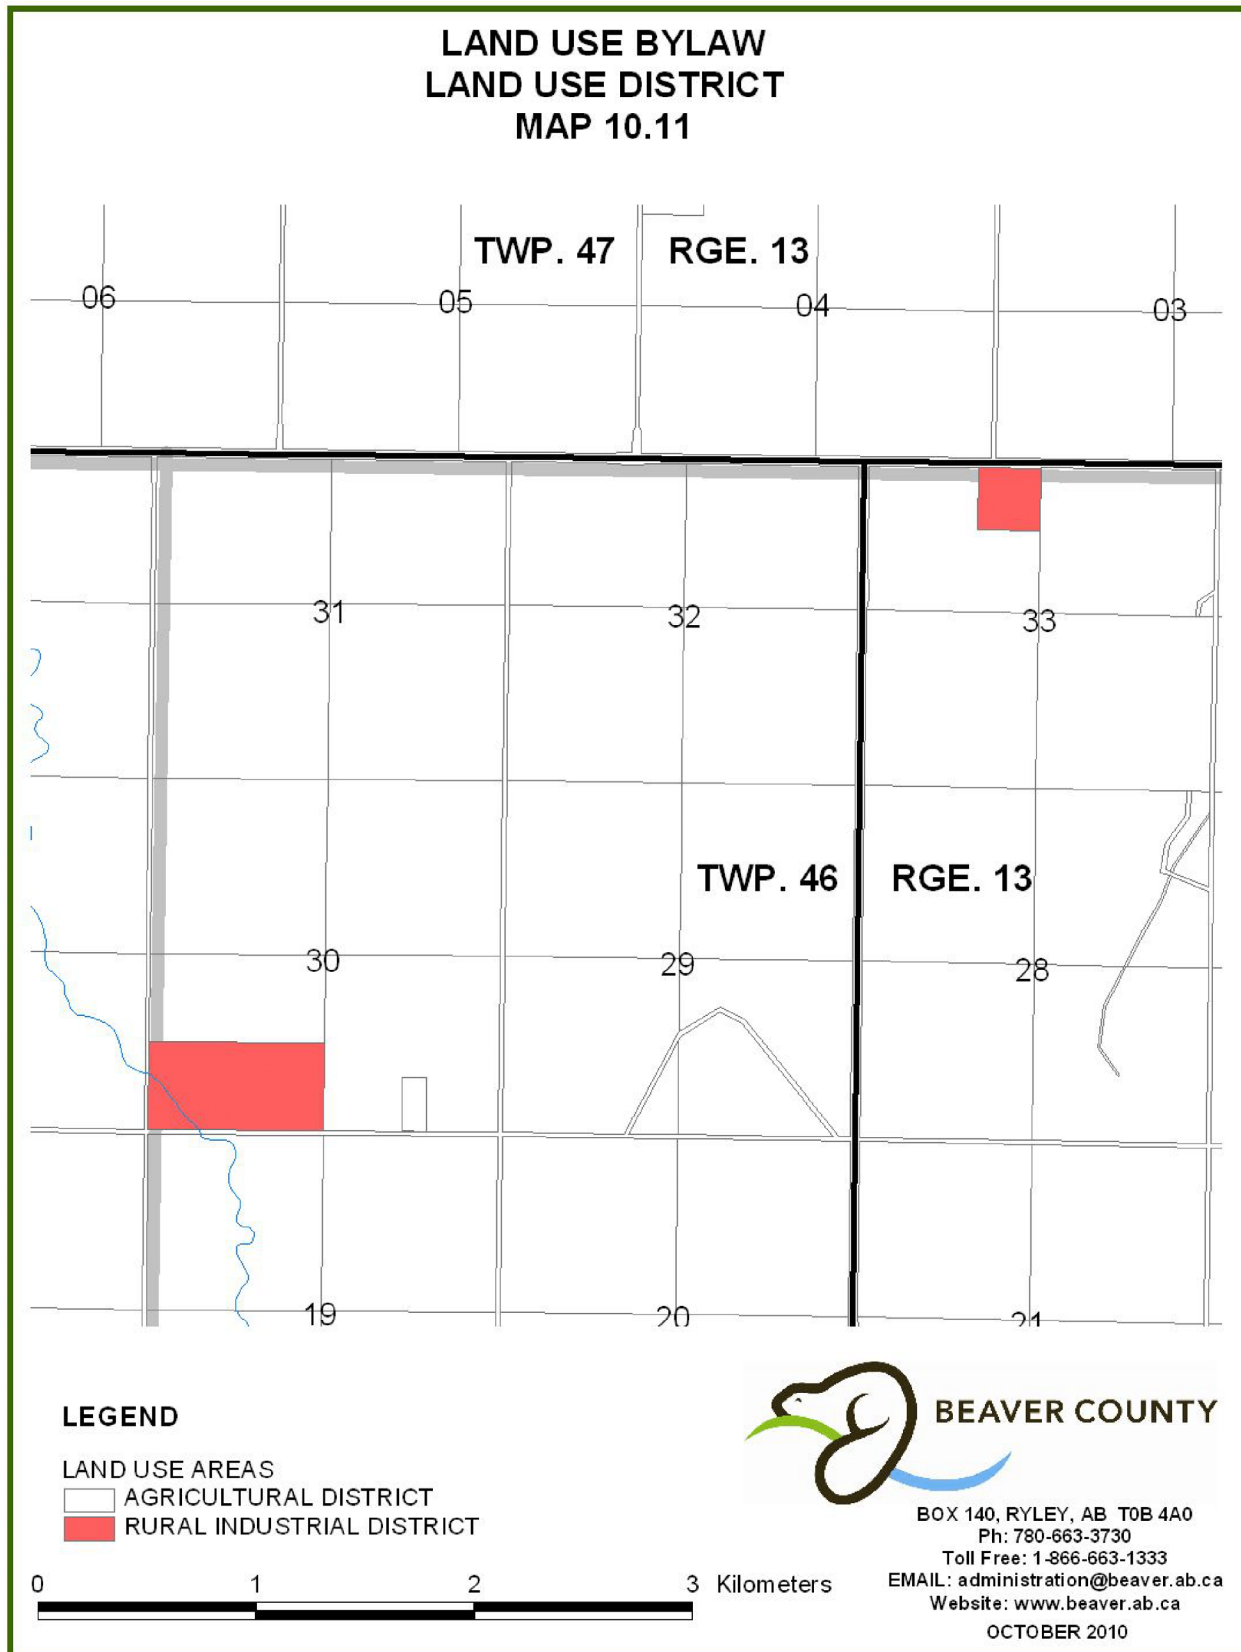 LAND USE BYLAW
LAND USE DISTRICT
MAP 10.11
TWP. 47 RGE. 13
06 05 04 03
31 32 33
TWP. 46 RGE. 13
30 29 28
19 20 21
LEGEND
LAND USE AREAS
AGRICULTURAL DISTRICT
RURAL INDUSTRIAL DISTRICT
0 1 2 3 Kilometers
BEAVER COUNTY
BOX 140, RYLEY, AB T0B 4A0
Ph: 780-663-3730
Toll Free: 1-866-663-1333
EMAIL: administration@beaver.ab.ca
Website: www.beaver.ab.ca
OCTOBER 2010